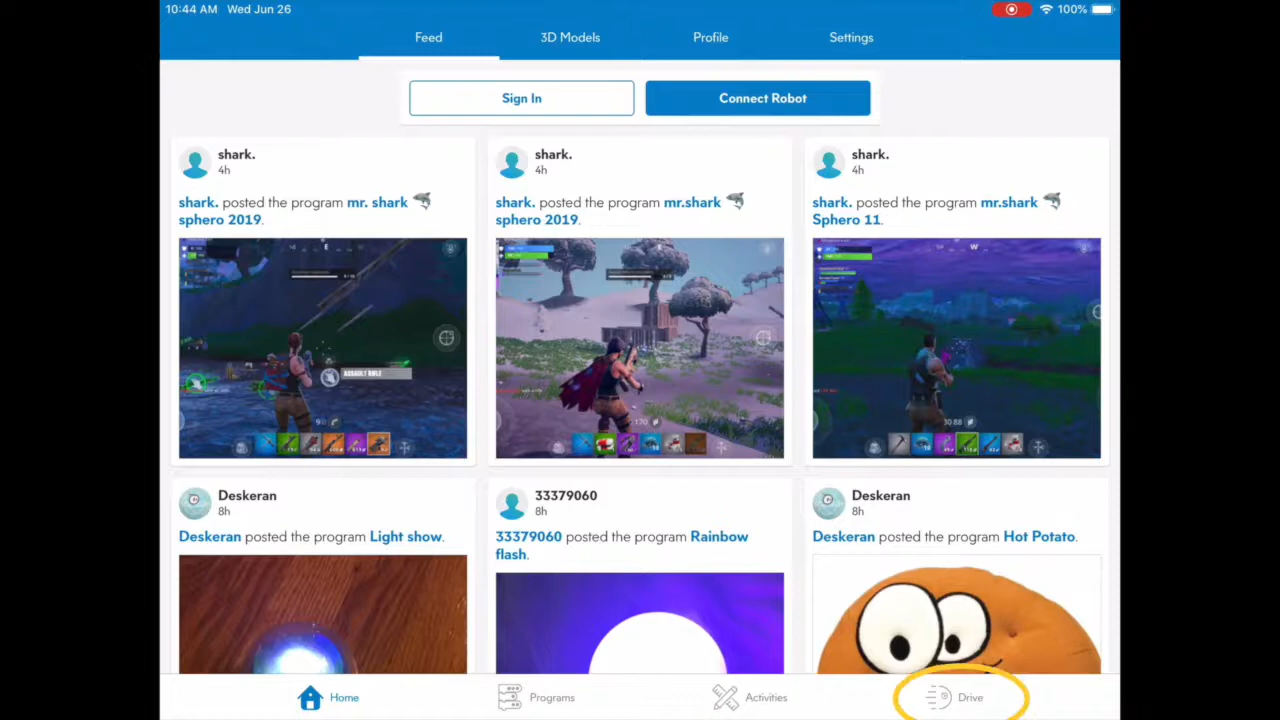 10:44 AM Wed Jun 26
100%
Feed
3D Models
Profile
Settings
Sign In
Connect Robot
shark.
4h
shark. posted the program mr. shark
sphero 2019.
E
ASSAULT RIFLE
shark.
4h
shark. posted the program mr.shark
sphero 2019.
shark.
4h
shark. posted the program mr.shark
Sphero 11.
W
Deskeran
8h
Deskeran posted the program Light show.
33379060
8h
33379060 posted the program Rainbow
flash.
Deskeran
8h
Deskeran posted the program Hot Potato.
Home
Programs
Activities
Drive